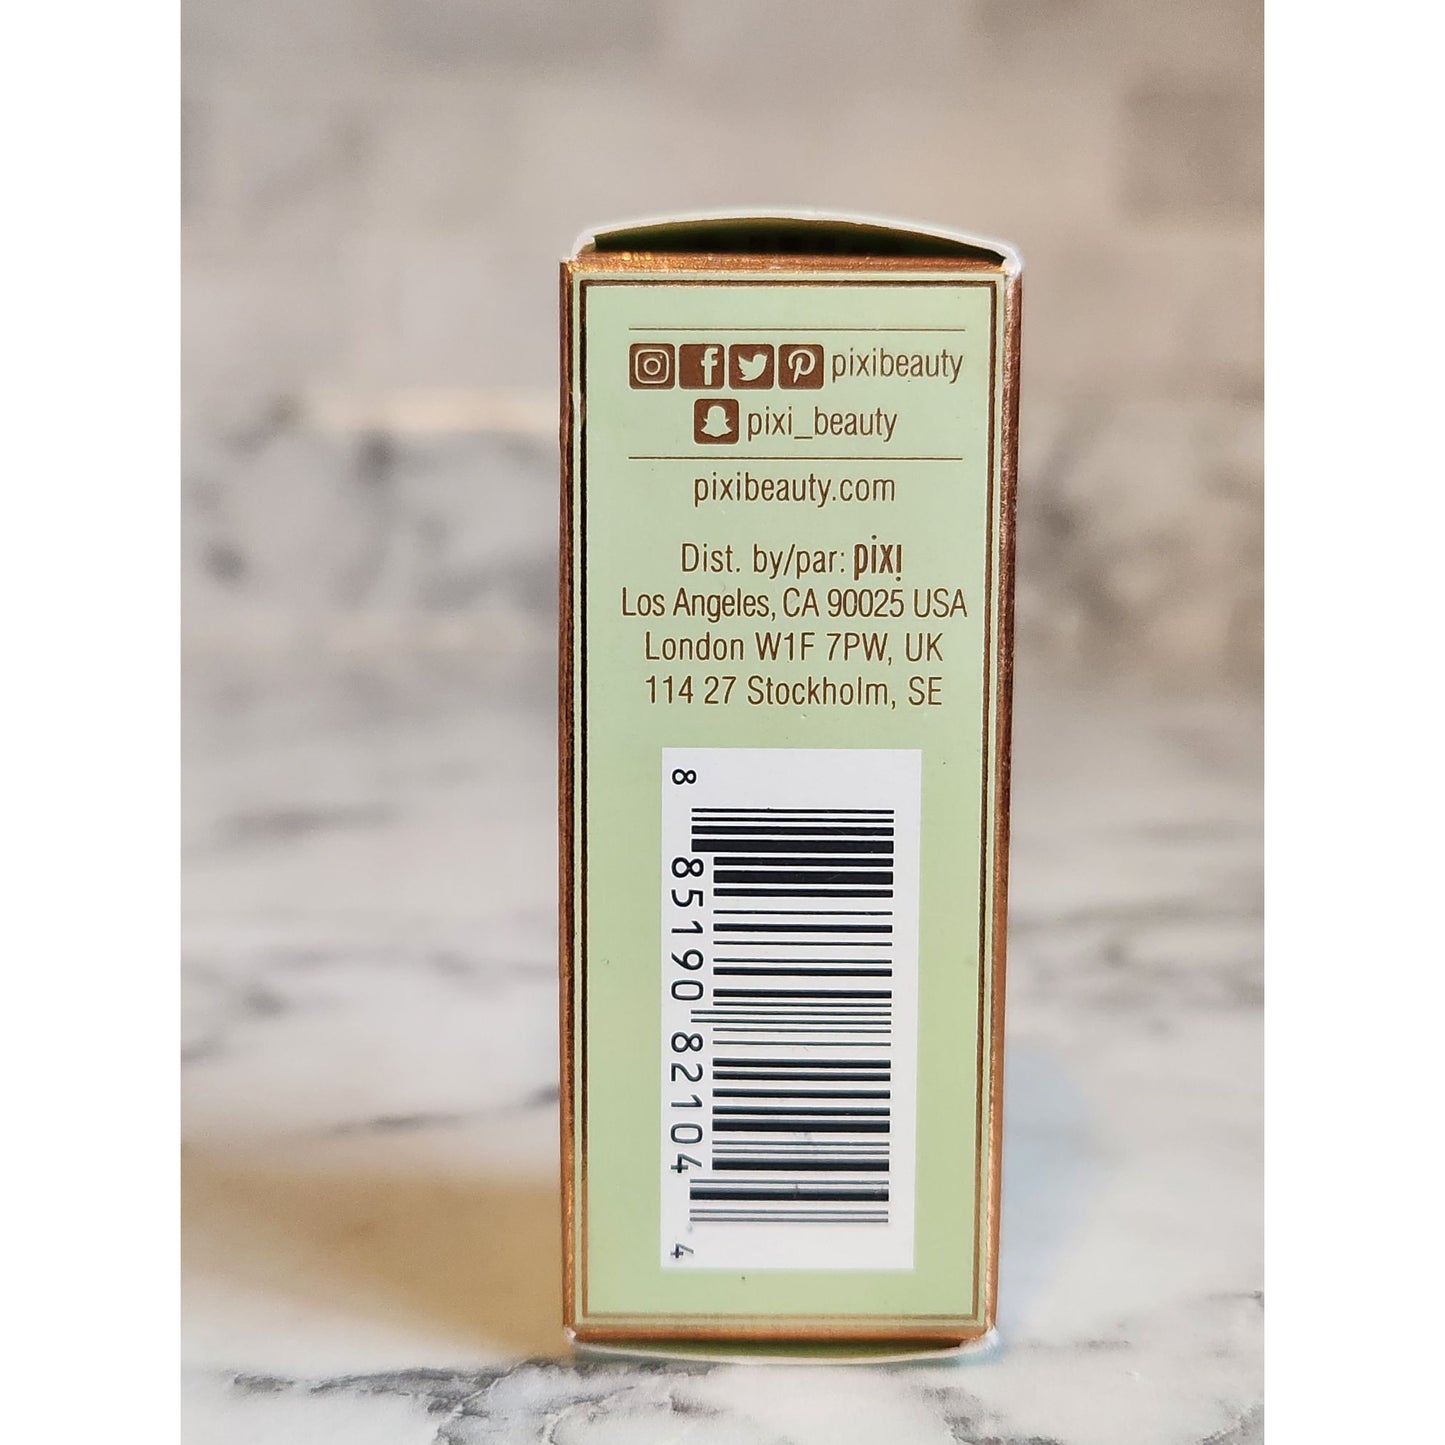 pixibeauty
pixi_beauty
pixibeauty.com
Dist. by/par: pixi
Los Angeles, CA 90025 USA
London W1F 7PW, UK
114 27 Stockholm, SE
8 85190 82104 4